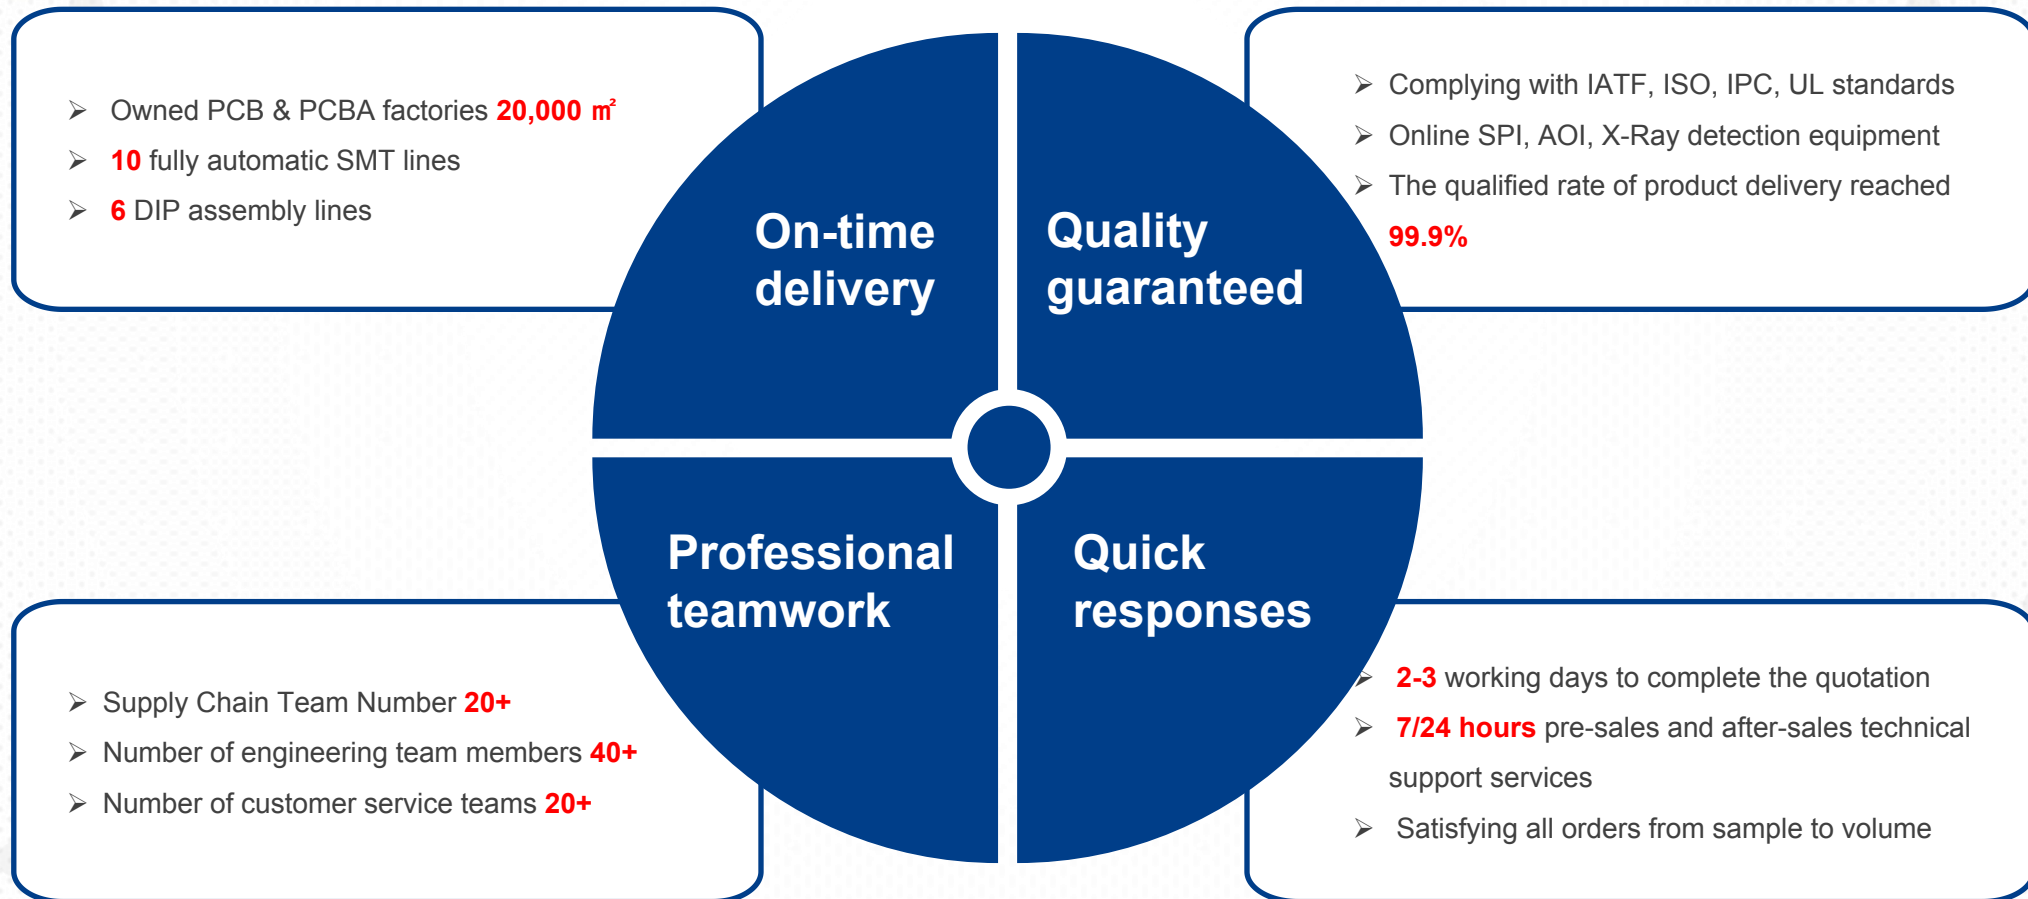 ➢ Owned PCB & PCBA factories 20,000 ㎡
➢ 10 fully automatic SMT lines
➢ 6 DIP assembly lines
On-time
delivery
Quality
guaranteed
➢ Complying with IATF, ISO, IPC, UL standards
➢ Online SPI, AOI, X-Ray detection equipment
➢ The qualified rate of product delivery reached
99.9%
Professional
teamwork
➢ Supply Chain Team Number 20+
➢ Number of engineering team members 40+
➢ Number of customer service teams 20+
Quick
responses
➢ 2-3 working days to complete the quotation
➢ 7/24 hours pre-sales and after-sales technical
support services
➢ Satisfying all orders from sample to volume